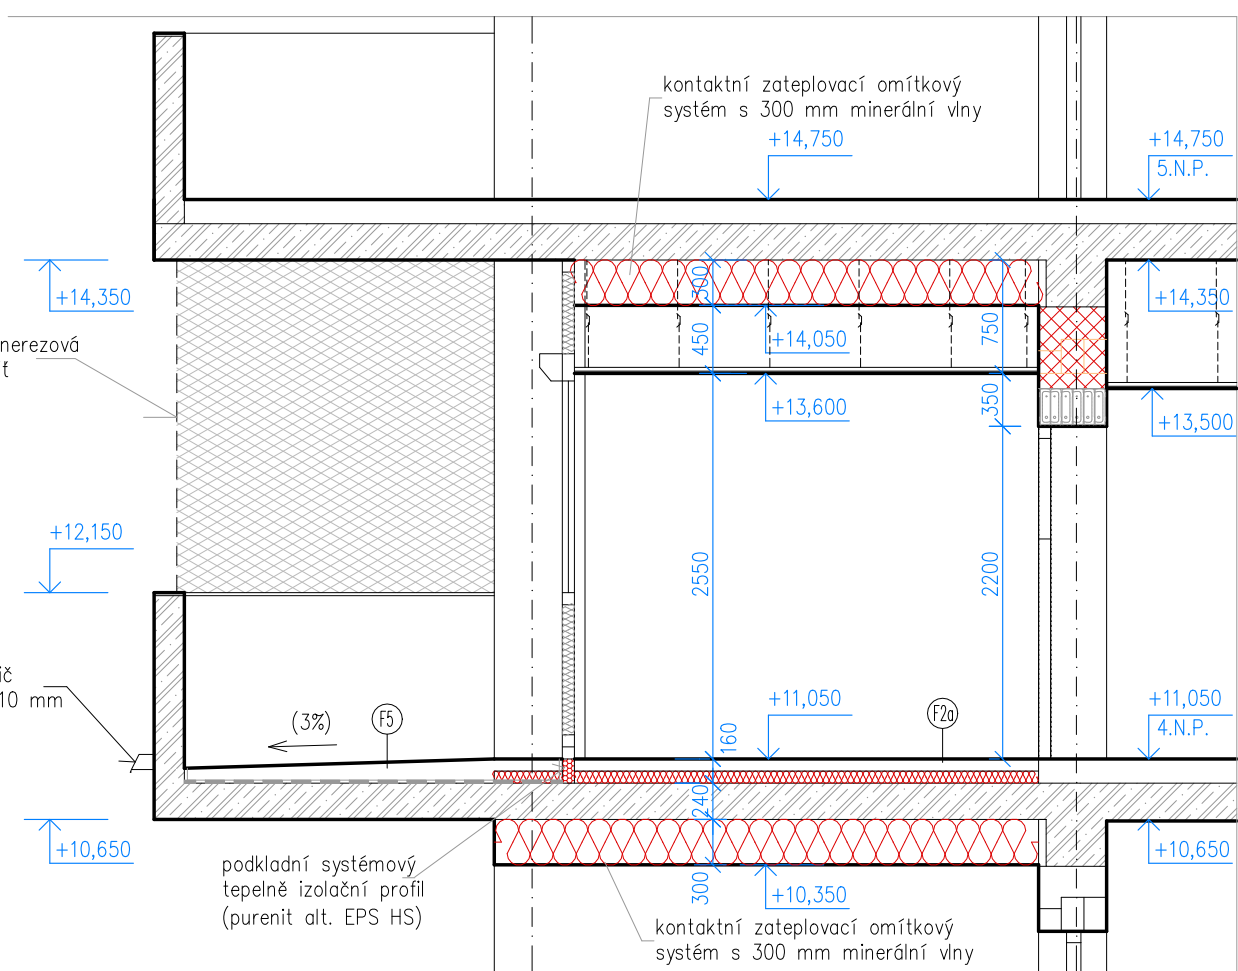 kontaktní zateplovací omítkový
systém s 300 mm minerální vlny
+14,750
+14,750
5.N.P.
+14,350
300
+14,350
nerezová
450
+14,050
750
+13,600
350
+13,500
+12,150
2550
2200
10 mm
(3%)
F5
+11,050
F2a
+11,050
4.N.P.
160
240
+10,650
+10,650
podkladní systémový
tepelně izolační profil
(purenit alt. EPS HS)
300
+10,350
kontaktní zateplovací omítkový
systém s 300 mm minerální vlny